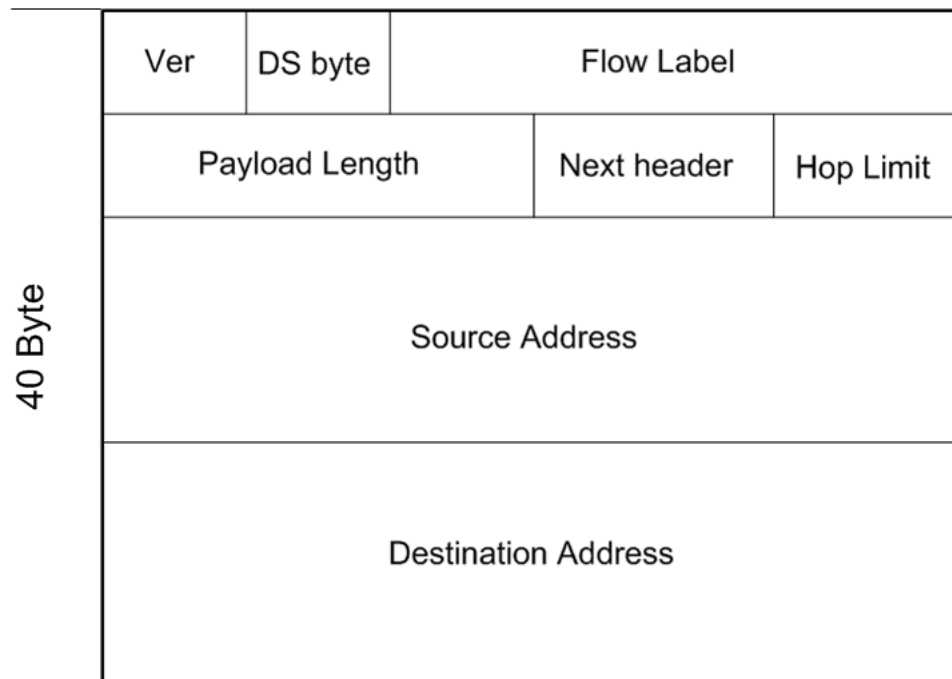 Ver
DS byte
Flow Label
Payload Length
Next header
Hop Limit
40 Byte
Source Address
Destination Address